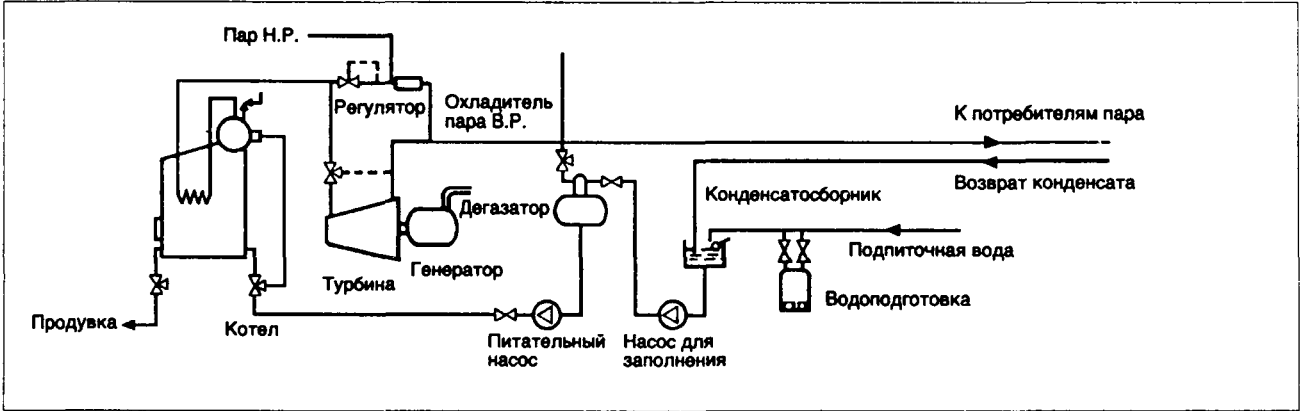 Пар Н.Р.
Регулятор
Охладитель
пара В.Р.
К потребителям пара
Возврат конденсата
Конденсатосборник
Дегазатор
Подпиточная вода
Генератор
Турбина
Водоподготовка
Продувка
Котел
Питательный
насос
Насос для
заполнения